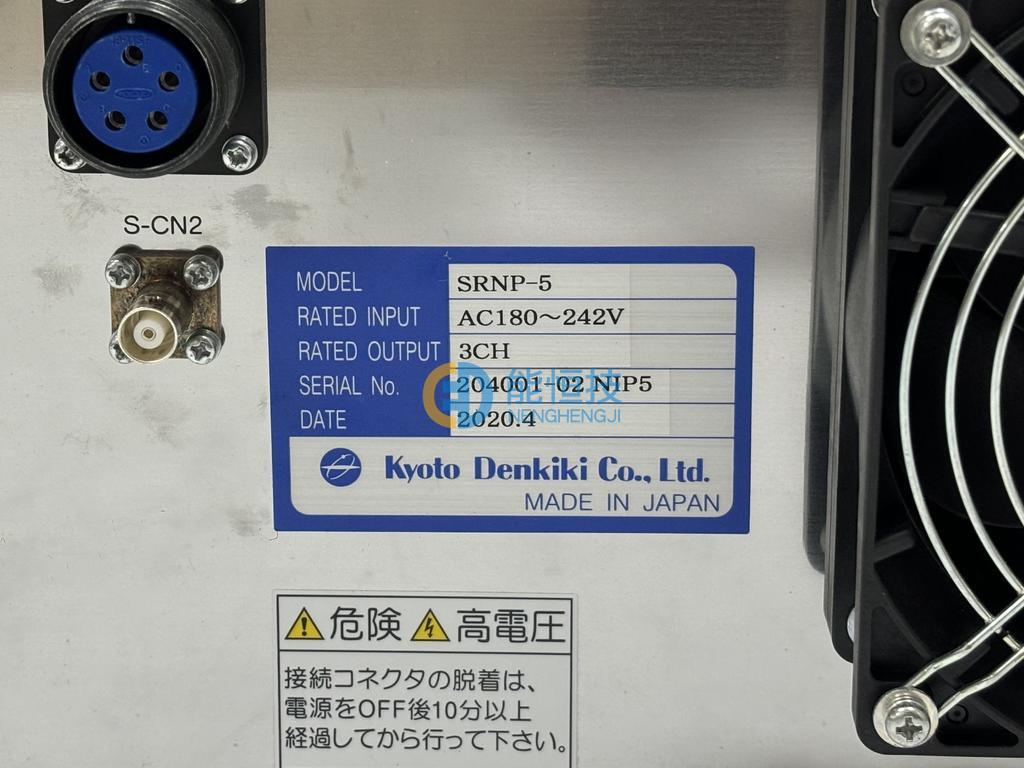 S-CN2
MODEL SRNP-5
RATED INPUT AC180~242V
RATED OUTPUT 3CH
SERIAL No. 204001-02 NIP5
DATE 2020.4
能恒技
NENGHENGJI
Kyoto Denkiki Co., Ltd.
MADE IN JAPAN
危険 高電圧
接続コネクタの脱着は、
電源をOFF後10分以上
経過してから行って下さい。